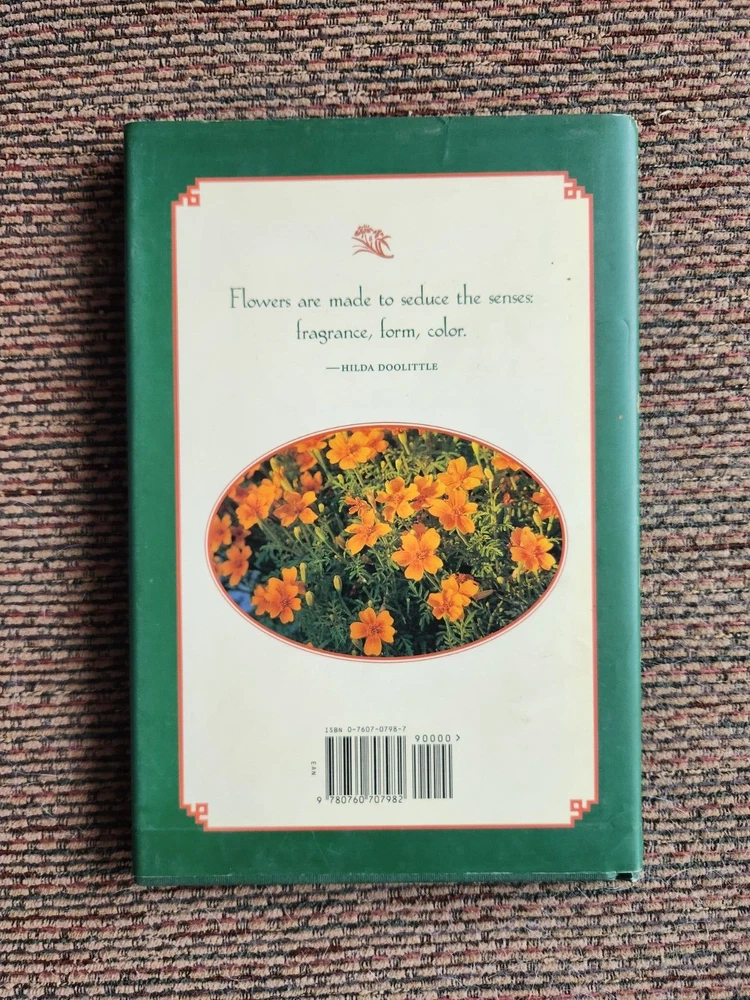 Flowers are made to seduce the senses:
fragrance, form, color.
—HILDA DOOLITTLE
ISBN 0-7607-0798-7
90000 >
EAN
9 780760 707982